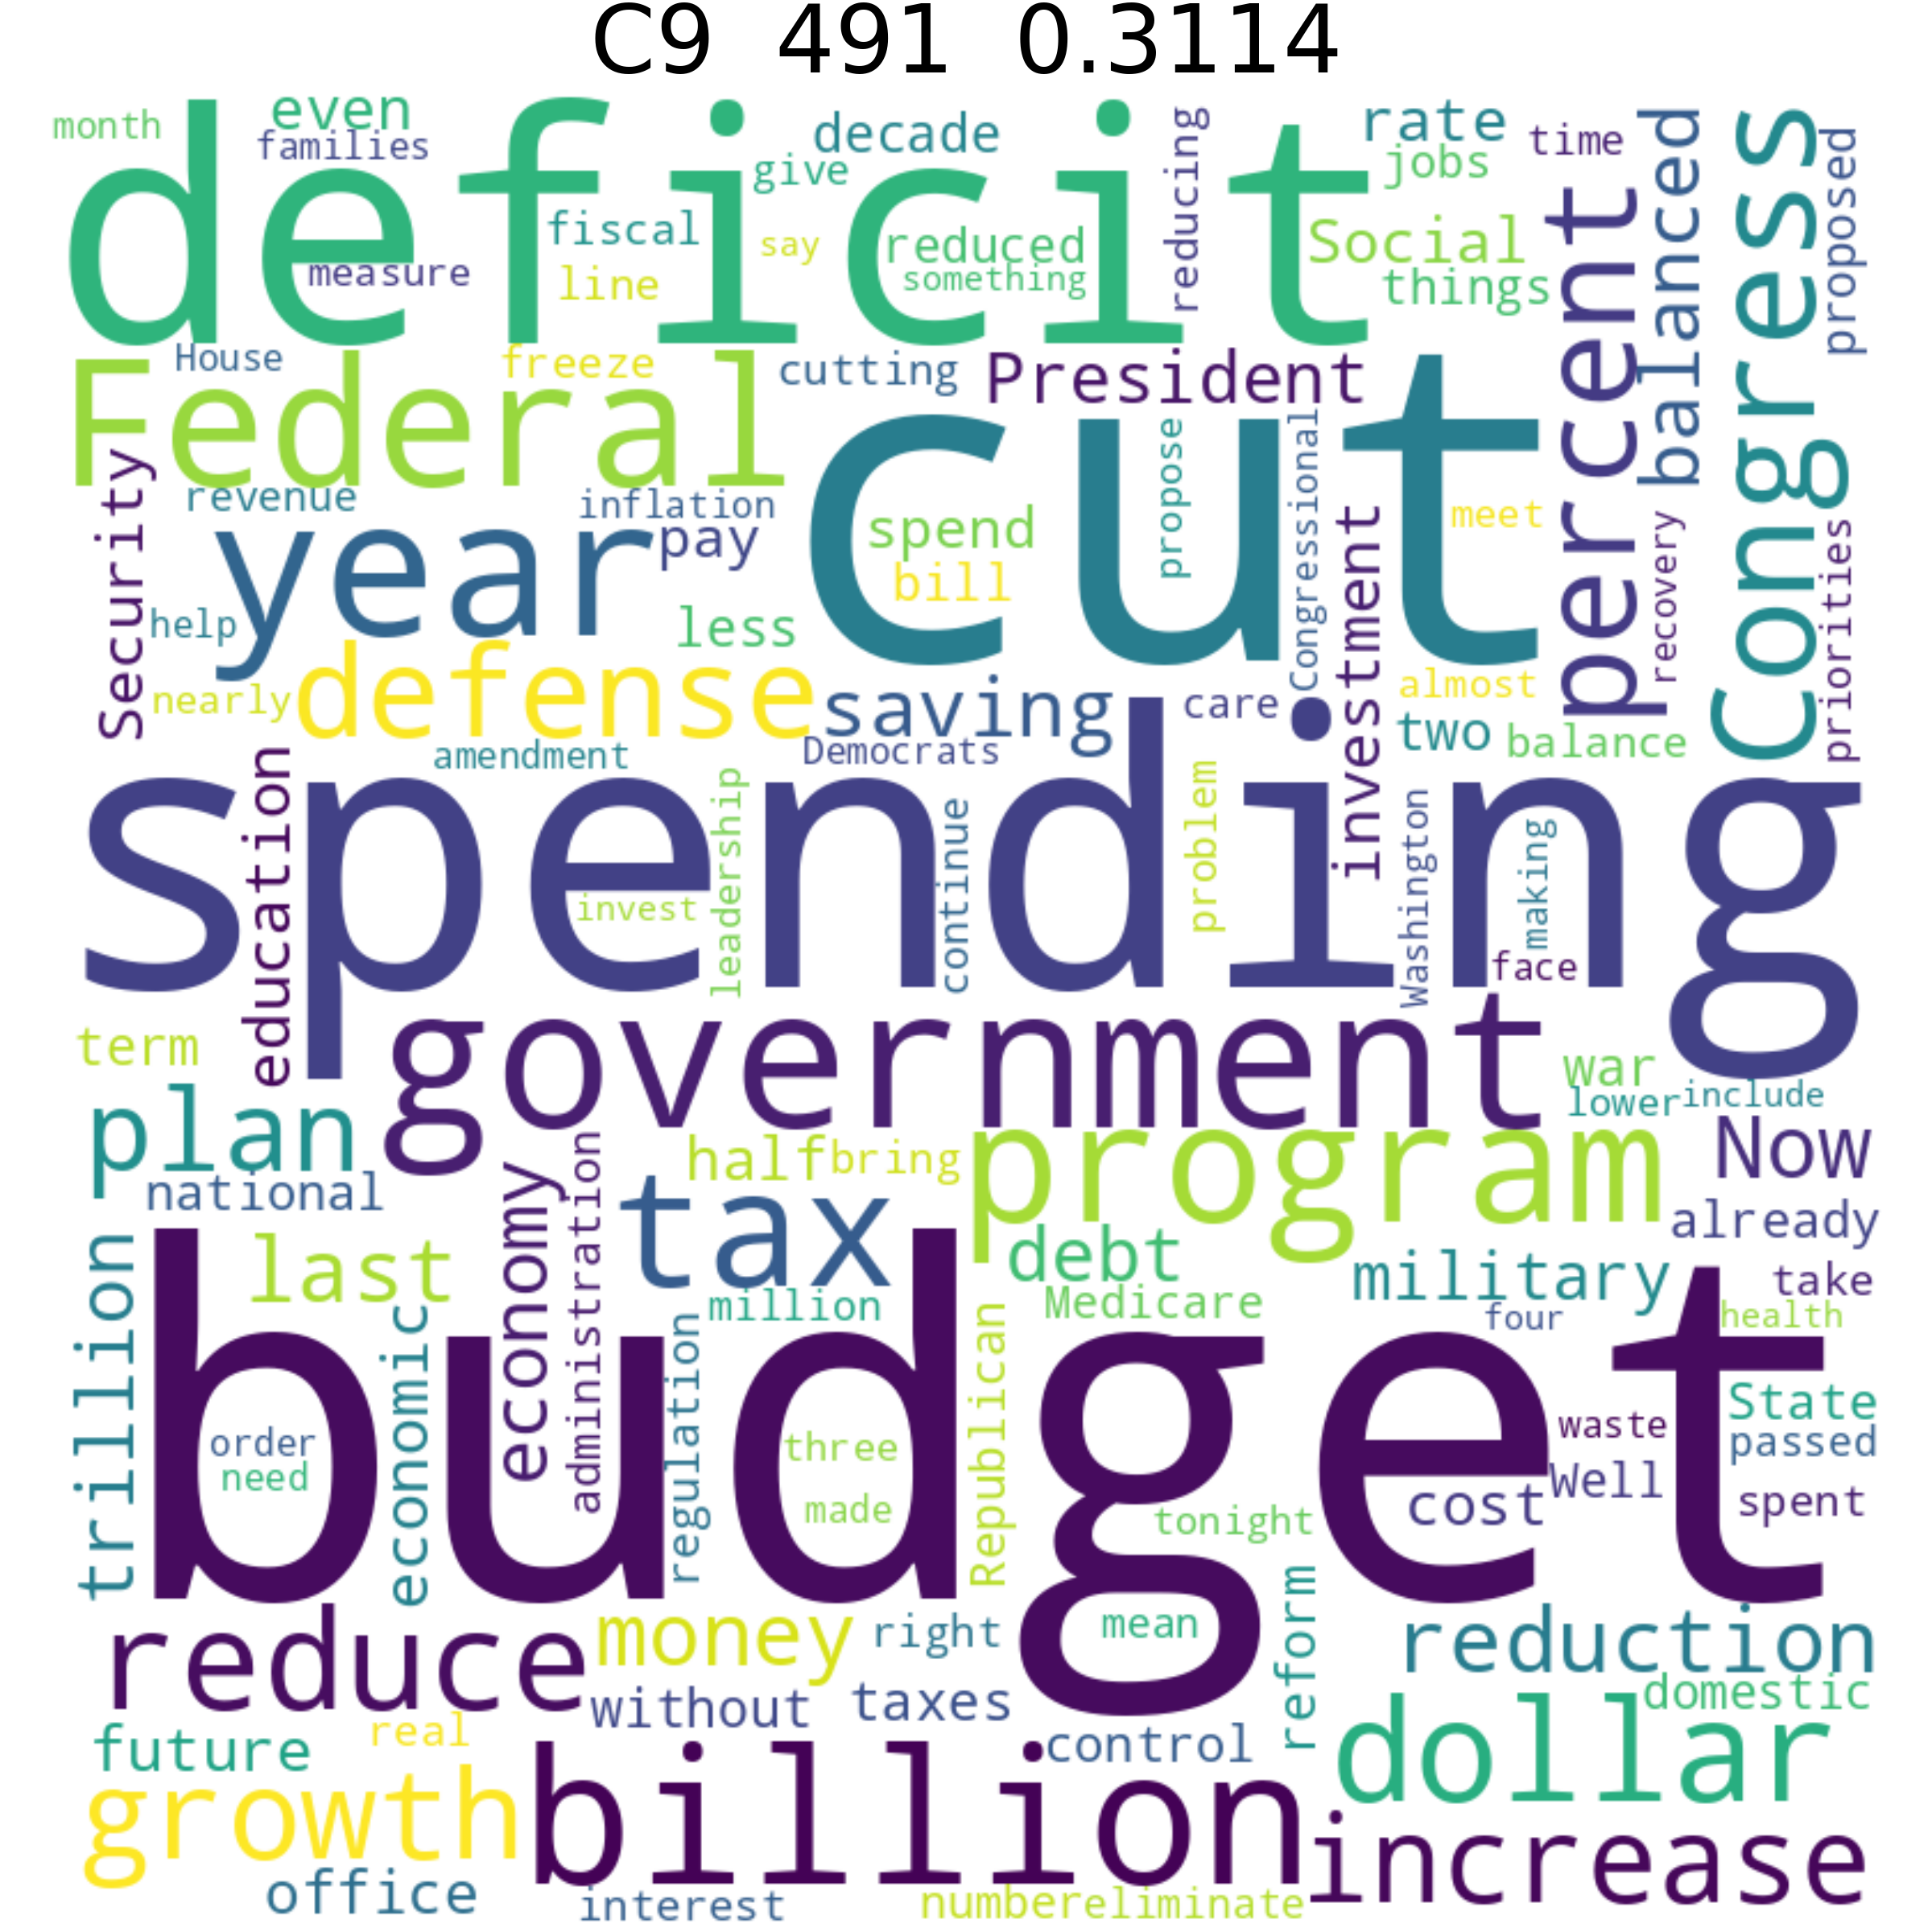 C9 491 0.3114
month
even
families
deficit
decade
give
reducing
rate
jobs
time
balanced
Congress
proposed
fiscal
say
reduced
something
measure
line
Social
things
percent
House
freeze
cutting
President
Federal
cut
Security
revenue
inflation
year
pay
spend
bill
propose
Congressional
investment
meet
recovery
priorities
help
less
nearly
defense
saving
care
almost
two
balance
amendment
Democrats
education
spending
leadership
continue
problem
Washington
making
invest
face
term
government
war
lower
include
plan
national
half
bring
program
Now
already
economy
administration
tax
trillion
last
debt
military
take
economic
million
Medicare
four
health
budget
regulation
Republican
order
need
three
made
State
waste
passed
cost
Well
spent
tonight
reduce
money
right
mean
reform
reduction
without
taxes
domestic
future
real
control
dollar
growth
billion
increase
office
interest
number
eliminate